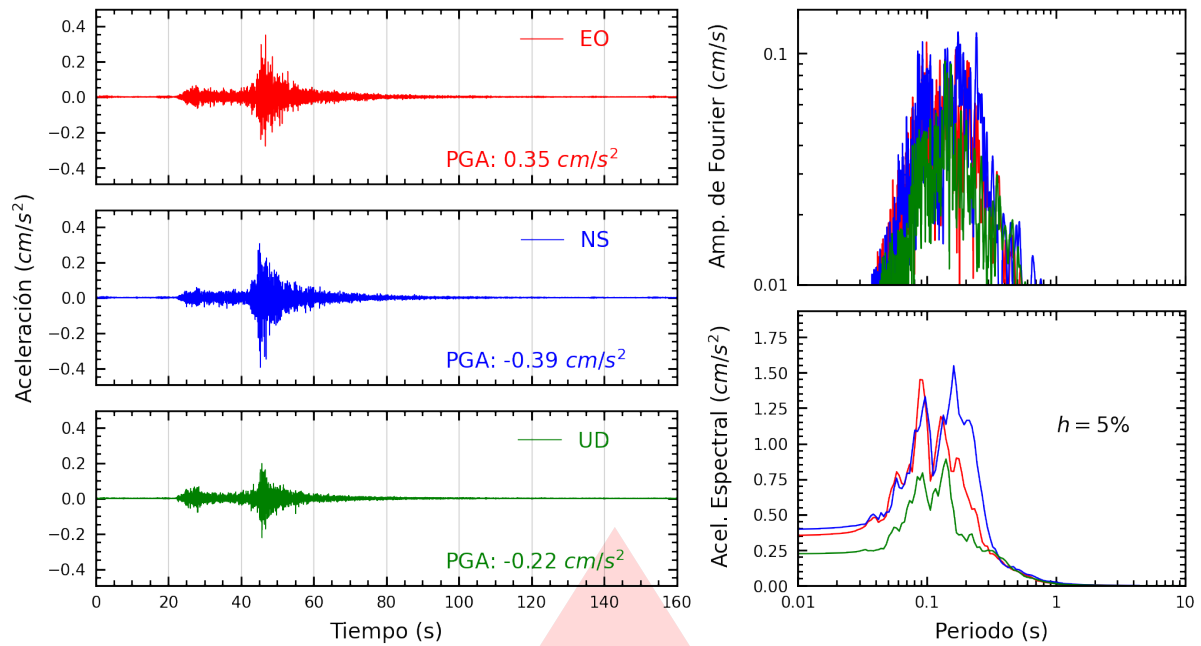 Aceleración (cm/s²)
0.4
0.2
0.0
−0.2
−0.4
EO
PGA: 0.35 cm/s²
0.4
0.2
0.0
−0.2
−0.4
NS
PGA: -0.39 cm/s²
0.4
0.2
0.0
−0.2
−0.4
UD
PGA: -0.22 cm/s²
0 20 40 60 80 100 120 140 160
Tiempo (s)
Amp. de Fourier (cm/s)
0.1
0.01
Acel. Espectral (cm/s²)
1.75
1.50
1.25
1.00
0.75
0.50
0.25
0.00
h = 5%
0.01 0.1 1 10
Periodo (s)